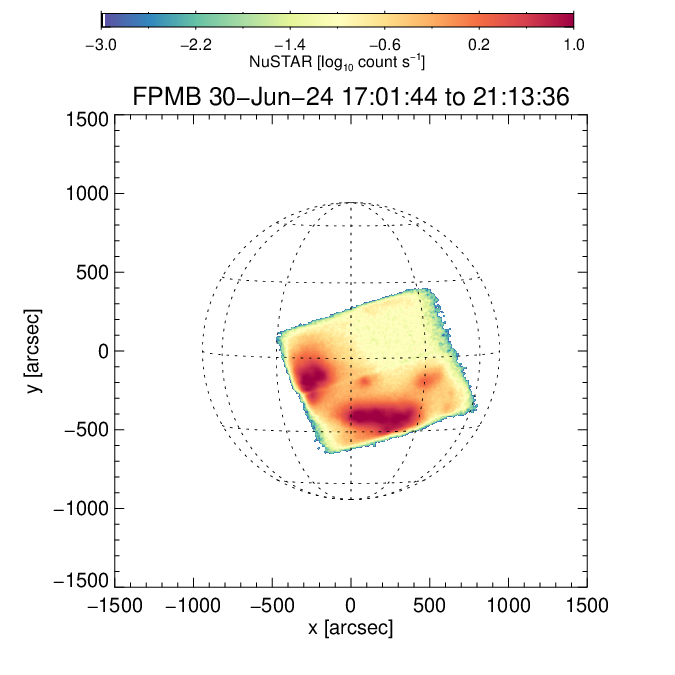 −3.0 −2.2 −1.4 −0.6 0.2 1.0
NuSTAR [log₁₀ count s⁻¹]
FPMB 30−Jun−24 17:01:44 to 21:13:36
1500
1000
500
0
−500
−1000
−1500
y [arcsec]
−1500 −1000 −500 0 500 1000 1500
x [arcsec]